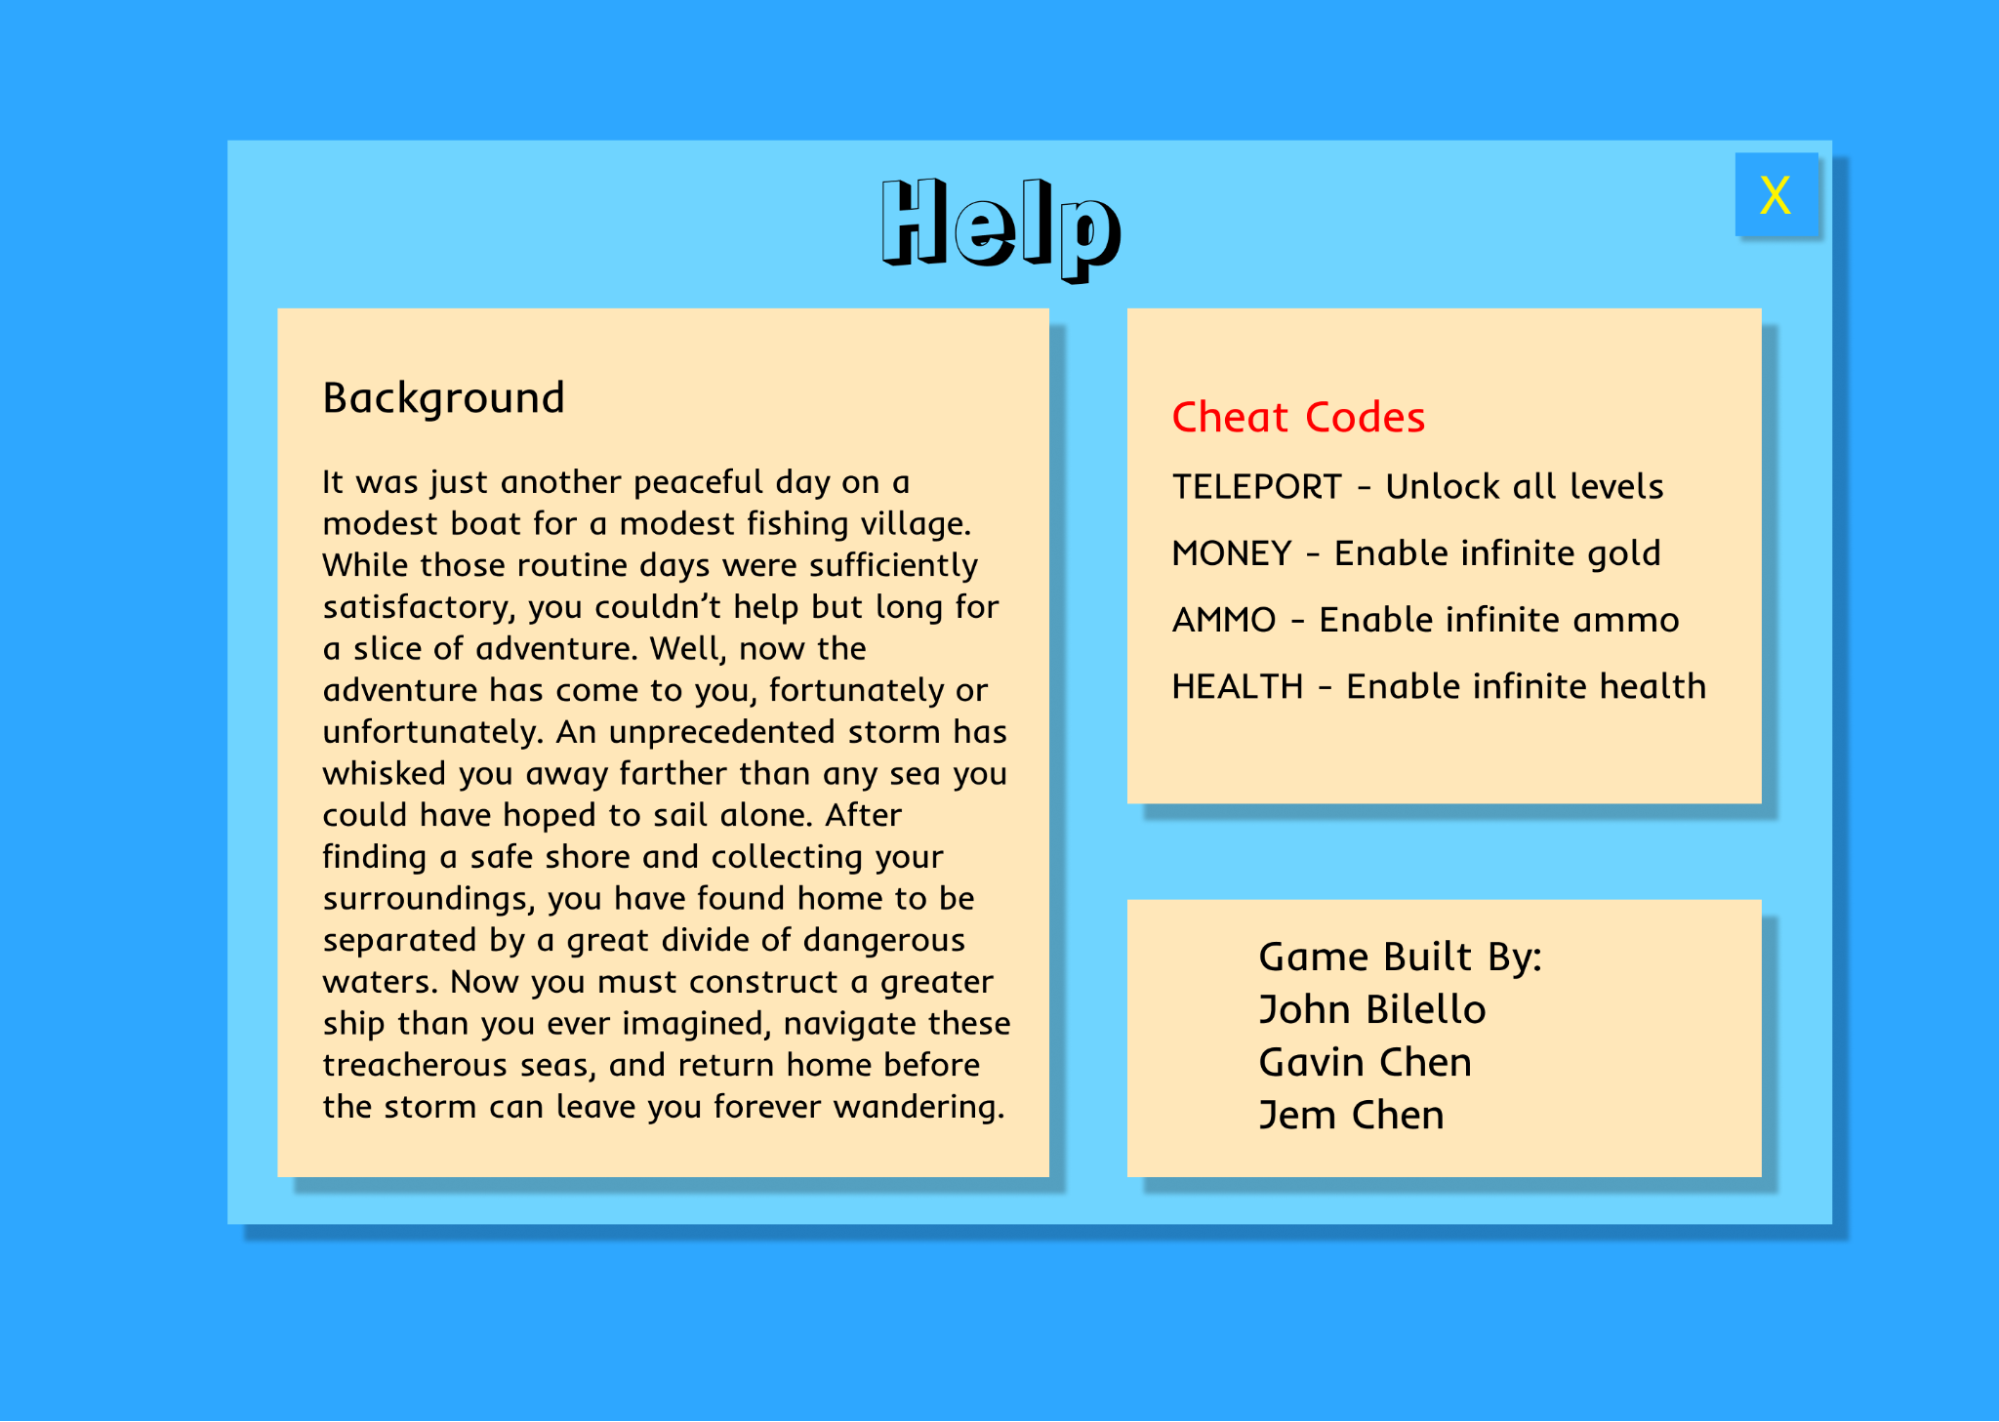 Help
X
Background
It was just another peaceful day on a
modest boat for a modest fishing village.
While those routine days were sufficiently
satisfactory, you couldn’t help but long for
a slice of adventure. Well, now the
adventure has come to you, fortunately or
unfortunately. An unprecedented storm has
whisked you away farther than any sea you
could have hoped to sail alone. After
finding a safe shore and collecting your
surroundings, you have found home to be
separated by a great divide of dangerous
waters. Now you must construct a greater
ship than you ever imagined, navigate these
treacherous seas, and return home before
the storm can leave you forever wandering.
Cheat Codes
TELEPORT - Unlock all levels
MONEY - Enable infinite gold
AMMO - Enable infinite ammo
HEALTH - Enable infinite health
Game Built By:
John Bilello
Gavin Chen
Jem Chen